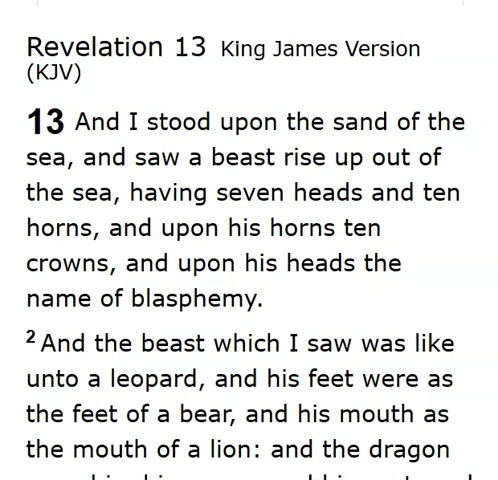 Revelation 13 King James Version
(KJV)
13 And I stood upon the sand of the
sea, and saw a beast rise up out of
the sea, having seven heads and ten
horns, and upon his horns ten
crowns, and upon his heads the
name of blasphemy.
2 And the beast which I saw was like
unto a leopard, and his feet were as
the feet of a bear, and his mouth as
the mouth of a lion: and the dragon